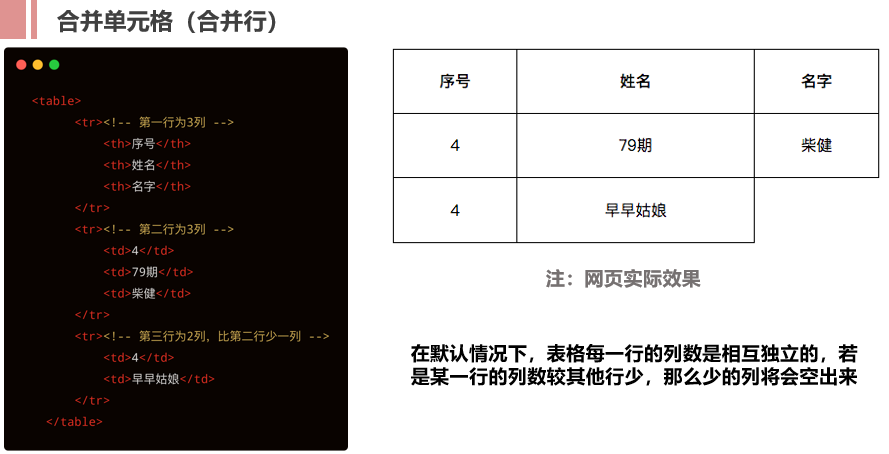 合并单元格（合并行）
<table>
<tr><!-- 第一行为3列 -->
<th>序号</th>
<th>姓名</th>
<th>名字</th>
</tr>
<tr><!-- 第二行为3列 -->
<td>4</td>
<td>79期</td>
<td>柴健</td>
</tr>
<tr><!-- 第三行为2列，比第二行少一列 -->
<td>4</td>
<td>早早姑娘</td>
</tr>
</table>
序号 姓名 名字
4 79期 柴健
4 早早姑娘
注：网页实际效果
在默认情况下，表格每一行的列数是相互独立的，若
是某一行的列数较其他行少，那么少的列将会空出来